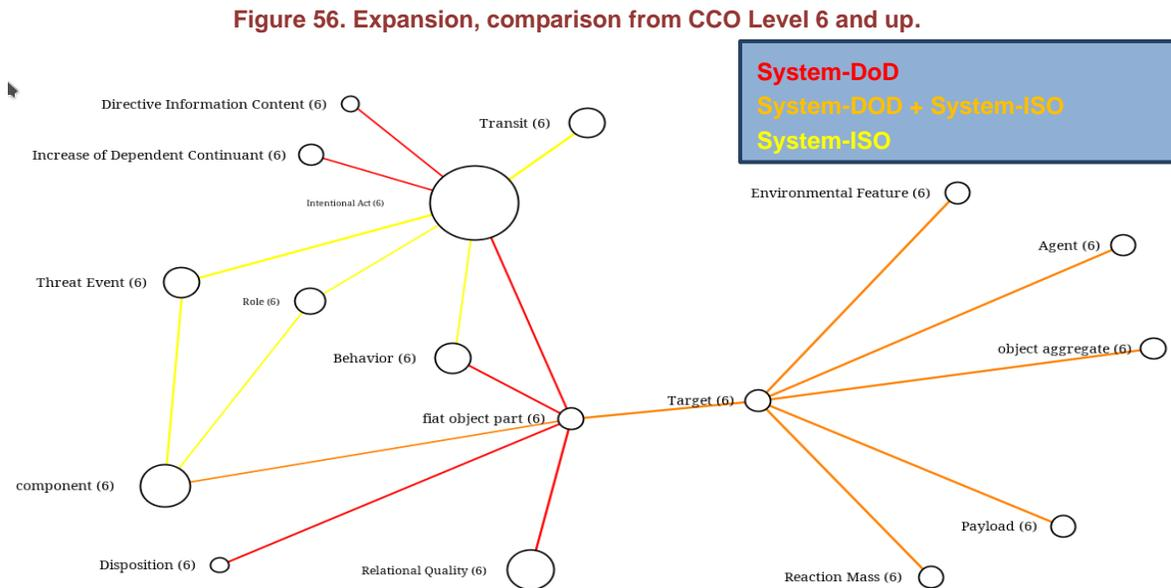 Figure 56. Expansion, comparison from CCO Level 6 and up.
System-DoD
System-DOD + System-ISO
System-ISO
Directive Information Content (6)
Transit (6)
Increase of Dependent Continuant (6)
Environmental Feature (6)
Intentional Act (6)
Agent (6)
Threat Event (6)
Role (6)
object aggregate (6)
Behavior (6)
Target (6)
fiat object part (6)
component (6)
Payload (6)
Disposition (6)
Relational Quality (6)
Reaction Mass (6)